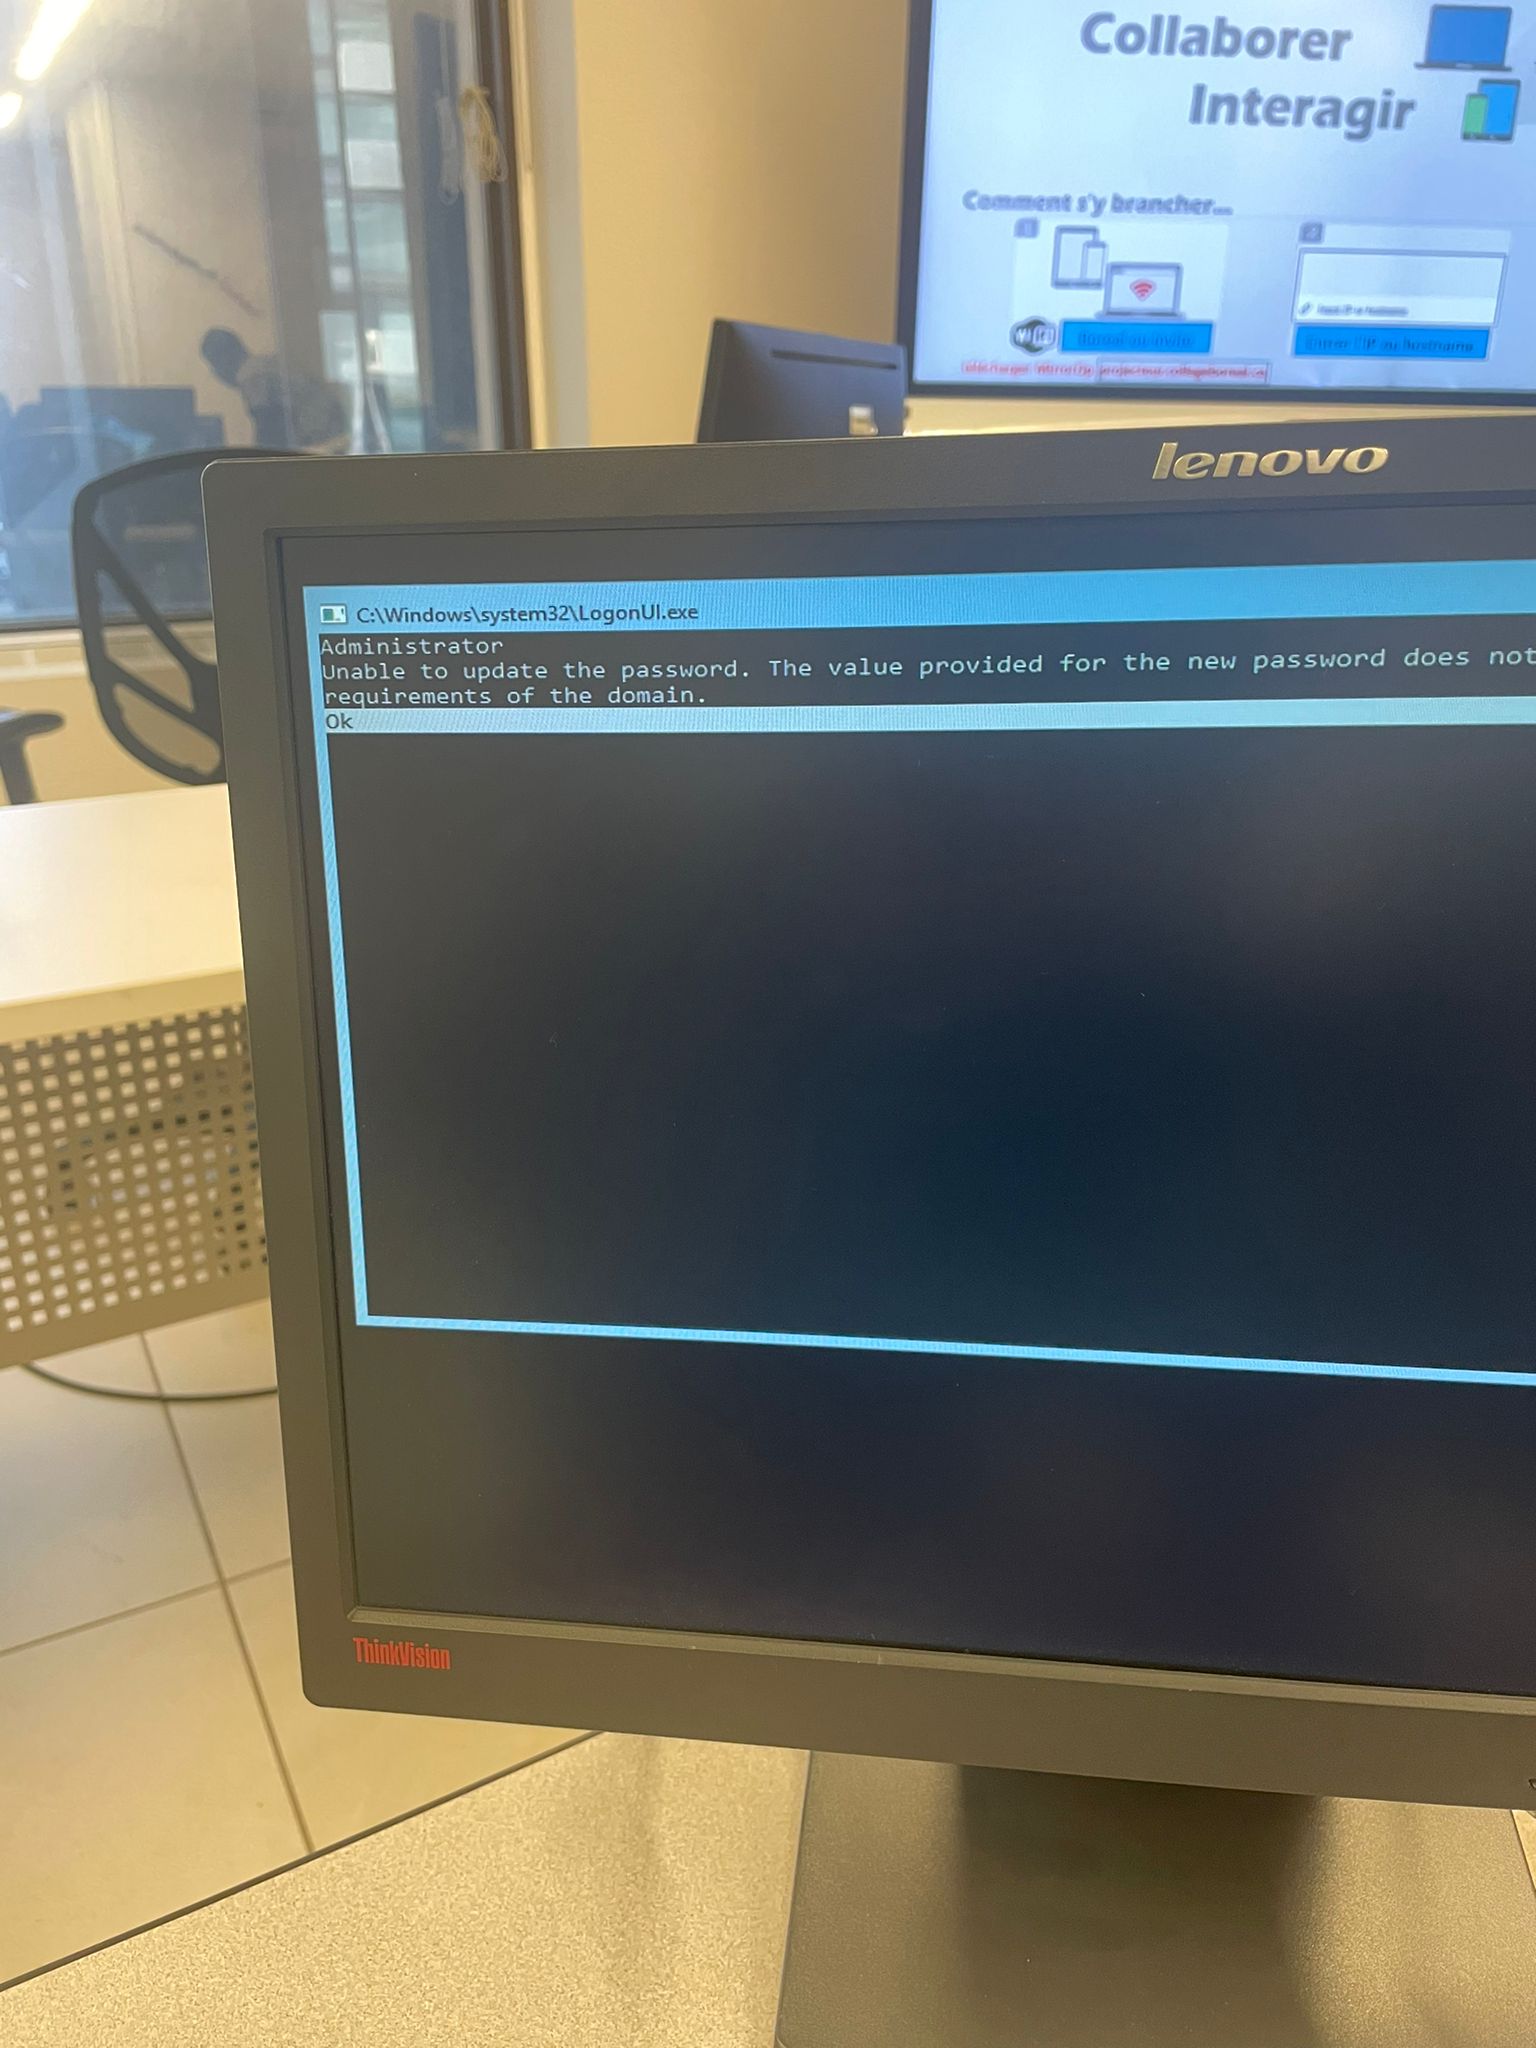 Collaborer
Interagir
Comment s'y brancher...
lenovo
C:\Windows\system32\LogonUI.exe
Administrator
Unable to update the password. The value provided for the new password does not
requirements of the domain.
Ok
ThinkVision